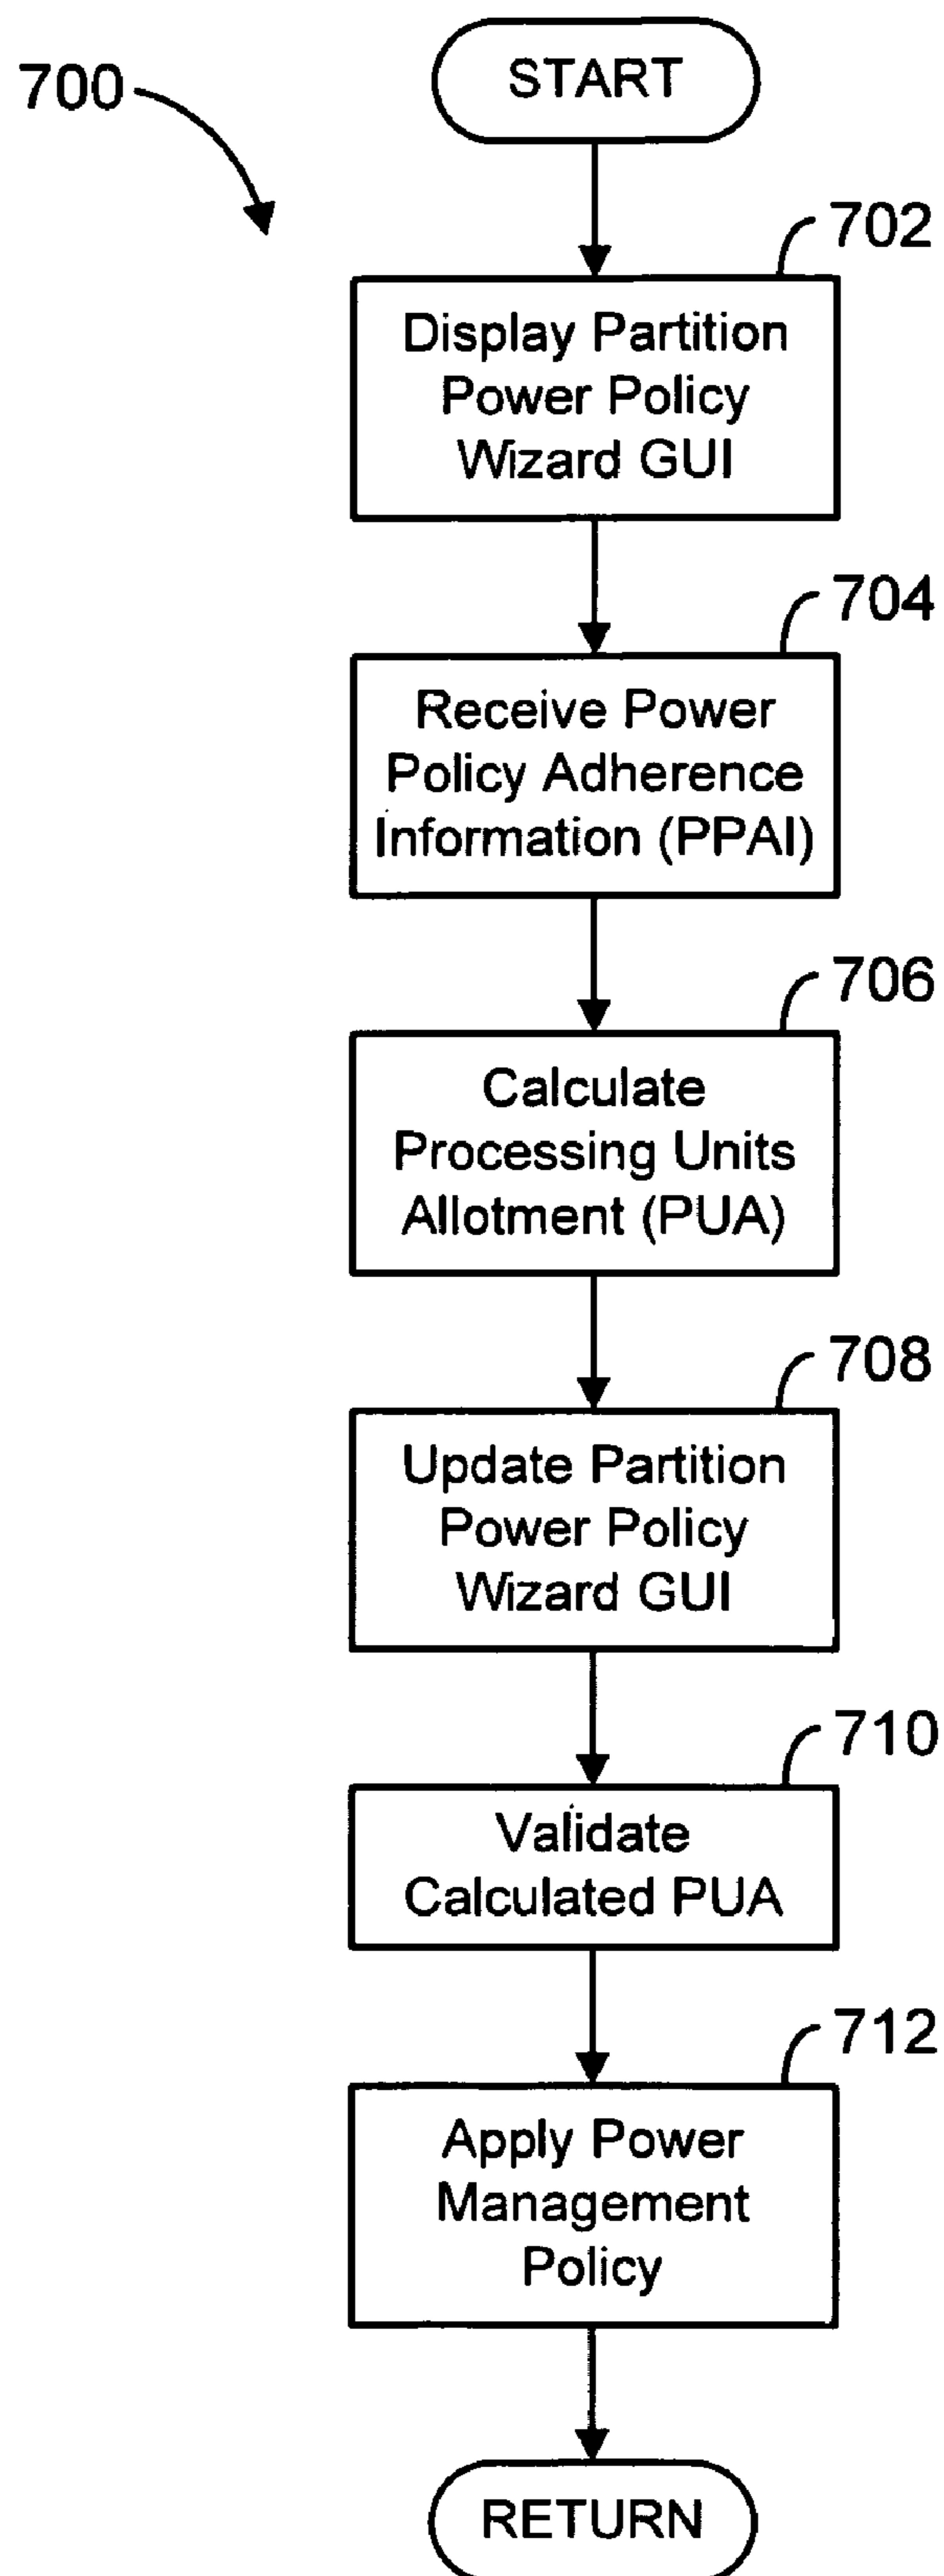 START
700
702
Display Partition
Power Policy
Wizard GUI
704
Receive Power
Policy Adherence
Information (PPAI)
706
Calculate
Processing Units
Allotment (PUA)
708
Update Partition
Power Policy
Wizard GUI
710
Validate
Calculated PUA
712
Apply Power
Management
Policy
RETURN